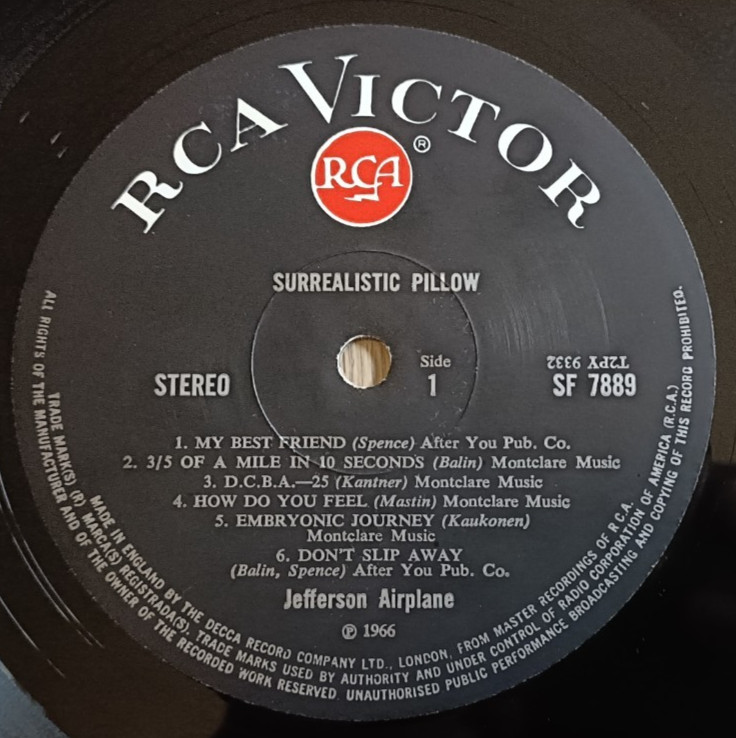 RCA VICTOR
RCA ®
SURREALISTIC PILLOW
STEREO
Side
1
T2PY 9332
SF 7889
1. MY BEST FRIEND (Spence) After You Pub. Co.
2. 3/5 OF A MILE IN 10 SECONDS (Balin) Montclare Music
3. D.C.B.A.—25 (Kantner) Montclare Music
4. HOW DO YOU FEEL (Mastin) Montclare Music
5. EMBRYONIC JOURNEY (Kaukonen)
Montclare Music
6. DON'T SLIP AWAY
(Balin, Spence) After You Pub. Co.
Jefferson Airplane
℗ 1966
MADE IN ENGLAND BY THE DECCA RECORD COMPANY LTD., LONDON, FROM MASTER RECORDINGS OF R.C.A.
TRADE MARK(S) (R) MARCA(S) REGISTRADA(S). TRADE MARKS USED BY AUTHORITY AND UNDER CONTROL OF RADIO CORPORATION OF AMERICA (R.C.A.)
ALL RIGHTS OF THE MANUFACTURER AND OF THE OWNER OF THE RECORDED WORK RESERVED. UNAUTHORISED PUBLIC PERFORMANCE BROADCASTING AND COPYING OF THIS RECORD PROHIBITED.